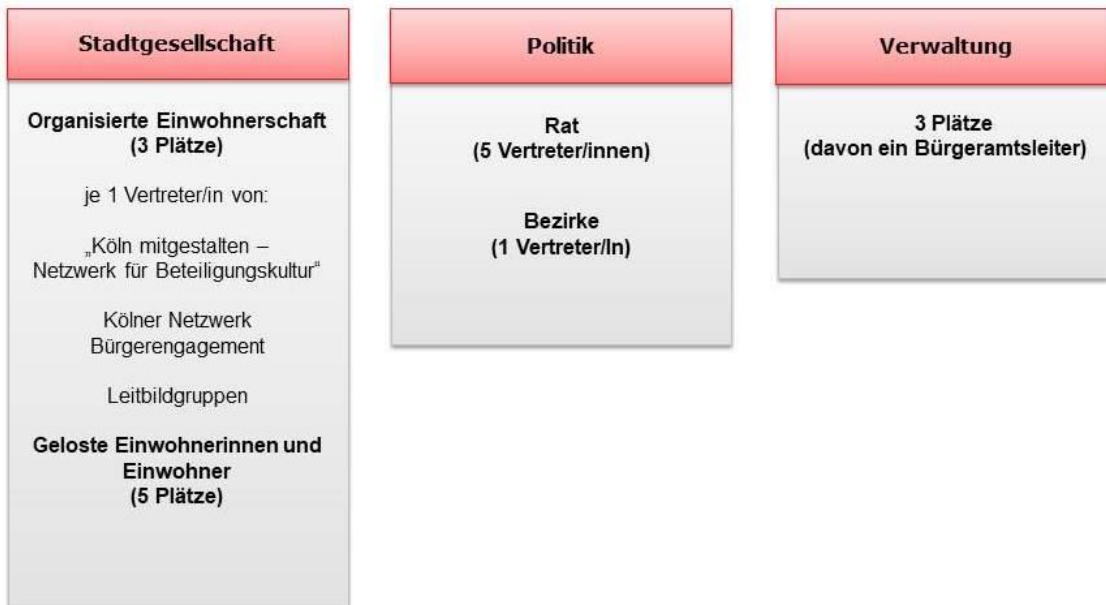 Stadtgesellschaft
Organisierte Einwohnerschaft
(3 Plätze)
je 1 Vertreter/in von:
„Köln mitgestalten –
Netzwerk für Beteiligungskultur“
Kölner Netzwerk
Bürgerengagement
Leitbildgruppen
Geloste Einwohnerinnen und
Einwohner
(5 Plätze)
Politik
Rat
(5 Vertreter/innen)
Bezirke
(1 Vertreter/In)
Verwaltung
3 Plätze
(davon ein Bürgeramtsleiter)